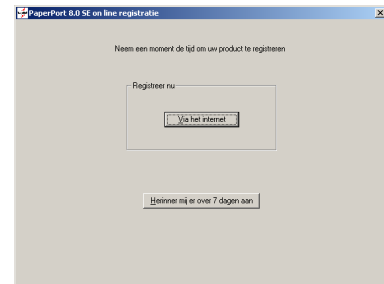 PaperPort 8.0 SE on line registratie
Neem een moment de tijd om uw product te registreren
Registreer nu
Via het internet
Herinner mij er over 7 dagen aan